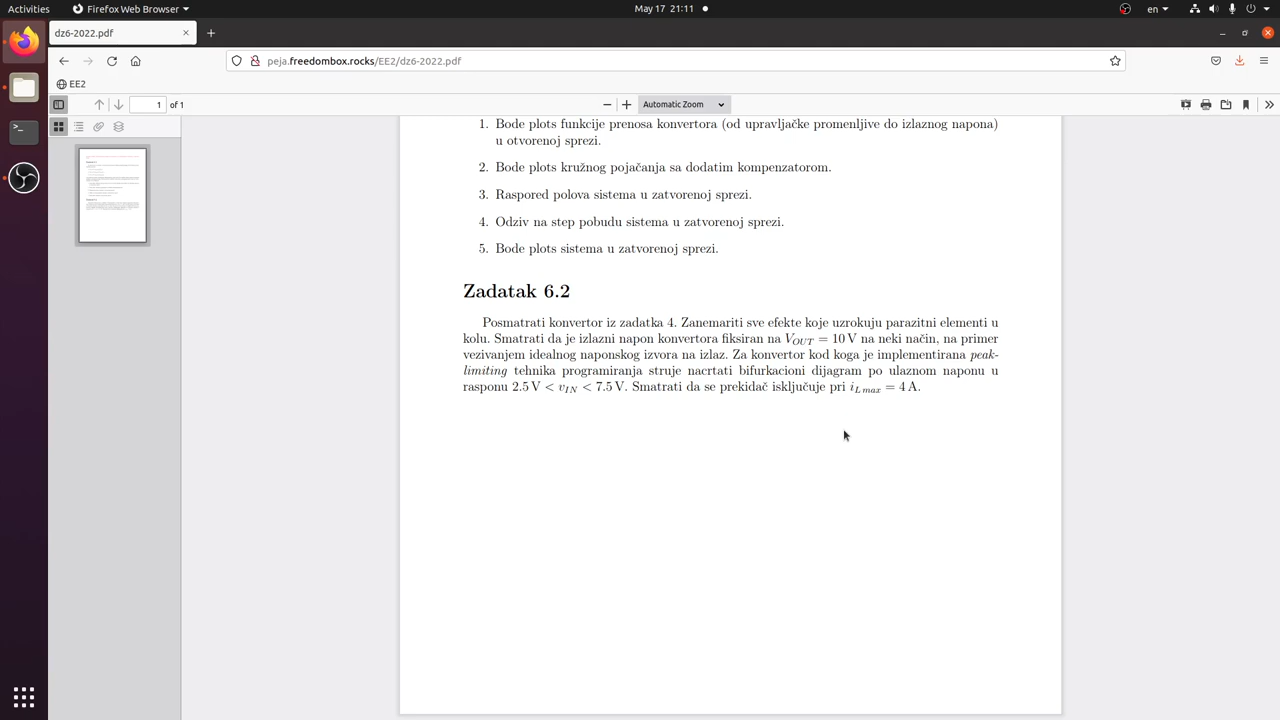 Activities
Firefox Web Browser
May 17 21:11
en
dz6-2022.pdf
peja.freedombox.rocks/EE2/dz6-2022.pdf
EE2
1 of 1
Automatic Zoom
1. Bode plots funkcije prenosa konvertora (od upravljačke promenljive do izlaznog napona)
u otvorenoj sprezi.
2. Bode plots kružnog pojačanja sa dodatim kompenzatorom.
3. Raspored polova sistema u zatvorenoj sprezi.
4. Odziv na step pobudu sistema u zatvorenoj sprezi.
5. Bode plots sistema u zatvorenoj sprezi.
Zadatak 6.2
Posmatrati konvertor iz zadatka 4. Zanemariti sve efekte koje uzrokuju parazitni elementi u
kolu. Smatrati da je izlazni napon konvertora fiksiran na V_OUT = 10 V na neki način, na primer
vezivanjem idealnog naponskog izvora na izlaz. Za konvertor kod koga je implementirana peak-
limiting tehnika programiranja struje nacrtati bifurkacioni dijagram po ulaznom naponu u
rasponu 2.5 V < v_IN < 7.5 V. Smatrati da se prekidač isključuje pri i_L max = 4 A.